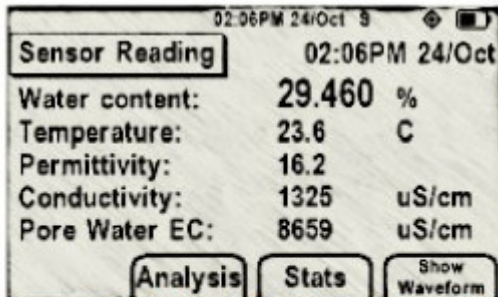 02:06PM 24/Oct 9
Sensor Reading 02:06PM 24/Oct
Water content: 29.460 %
Temperature: 23.6 C
Permittivity: 16.2
Conductivity: 1325 uS/cm
Pore Water EC: 8659 uS/cm
Analysis Stats Show Waveform